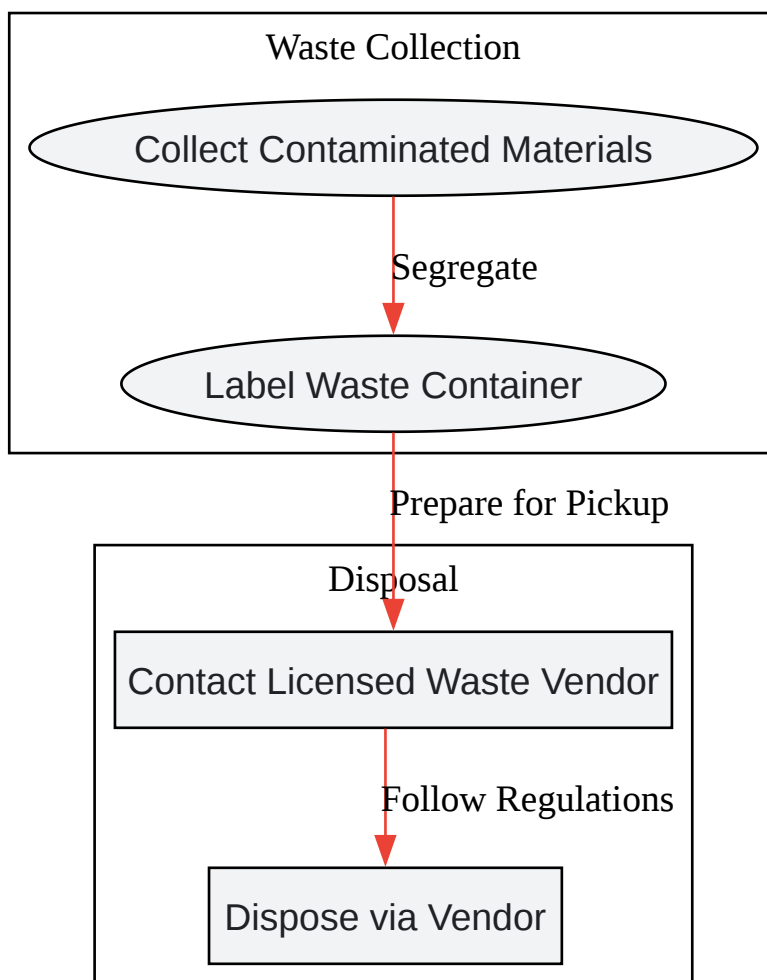 Waste Collection
Collect Contaminated Materials
Segregate
Label Waste Container
Prepare for Pickup
Disposal
Contact Licensed Waste Vendor
Follow Regulations
Dispose via Vendor